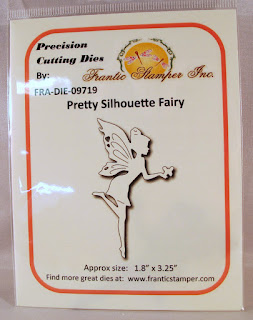 Precision
Cutting Dies
By: Frantic Stamper Inc.
FRA-DIE-09719
Pretty Silhouette Fairy
Approx size: 1.8" x 3.25"
Find more great dies at: www.franticstamper.com